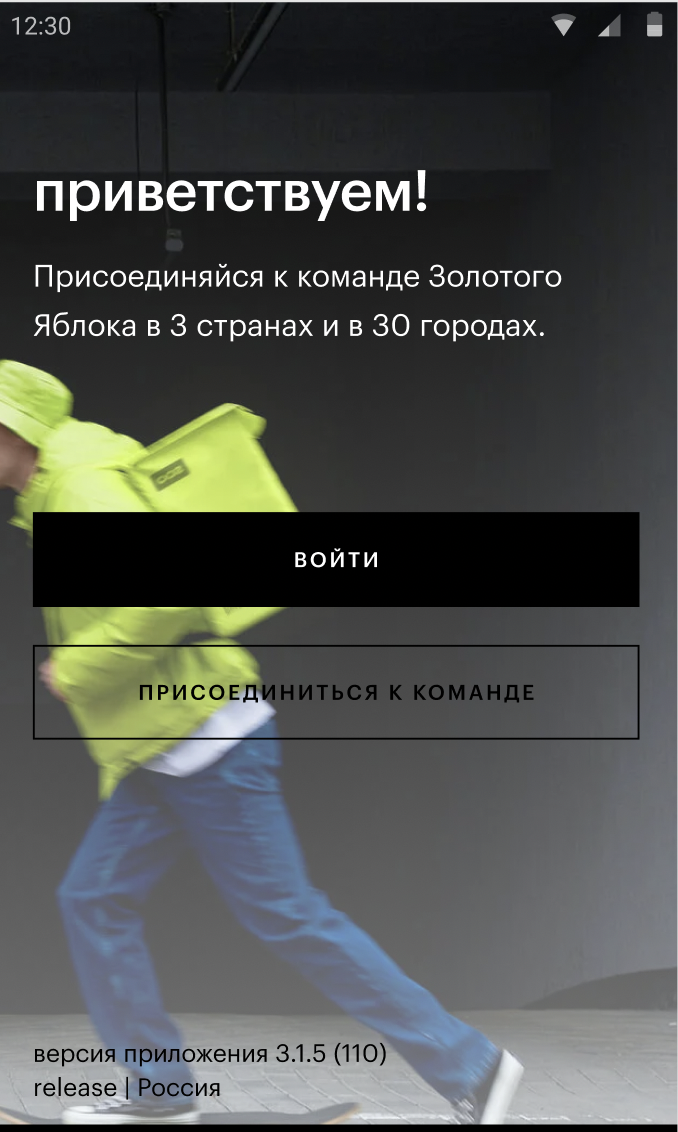 12:30
приветствуем!
Присоединяйся к команде Золотого
Яблока в 3 странах и в 30 городах.
ВОЙТИ
ПРИСОЕДИНИТЬСЯ К КОМАНДЕ
версия приложения 3.1.5 (110)
release | Россия